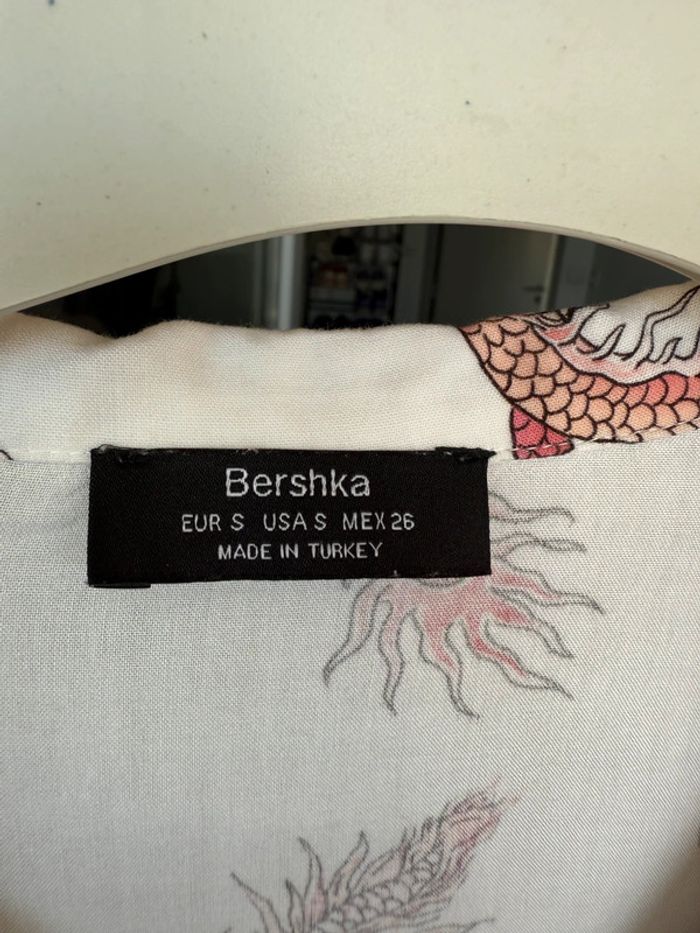 Bershka
EUR S USA S MEX 26
MADE IN TURKEY